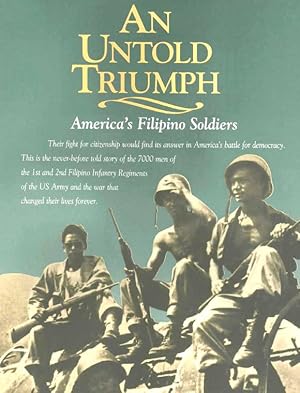 AN
UNTOLD
TRIUMPH
America's Filipino Soldiers
Their fight for citizenship would find its answer in America's battle for democracy.
This is the never-before told story of the 7000 men of
the 1st and 2nd Filipino Infantry Regiments
of the US Army and the war that
changed their lives forever.